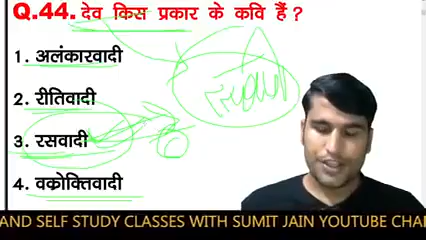 Q.44. देव किस प्रकार के कवि हैं ?
1. अलंकारवादी
2. रीतिवादी
3. रसवादी
4. वक्रोक्तिवादी
AND SELF STUDY CLASSES WITH SUMIT JAIN YOUTUBE CHA